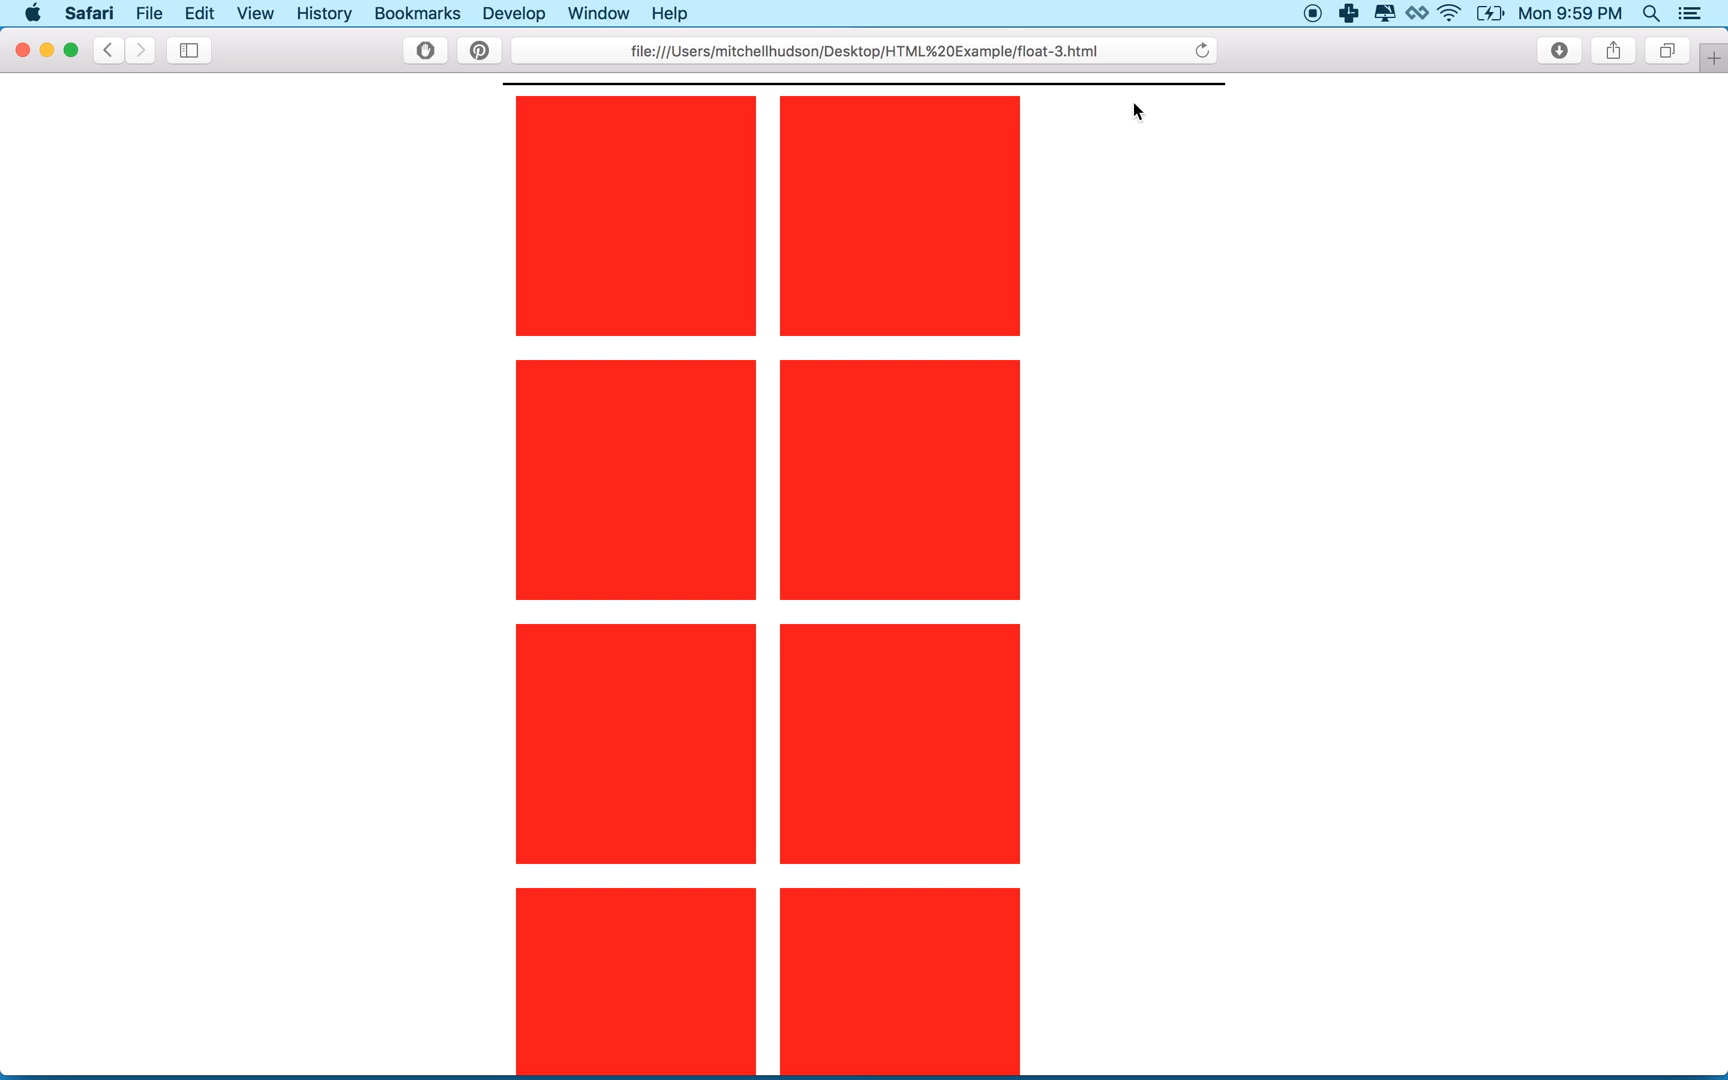 Safari File Edit View History Bookmarks Develop Window Help Mon 9:59 PM
file:///Users/mitchellhudson/Desktop/HTML%20Example/float-3.html